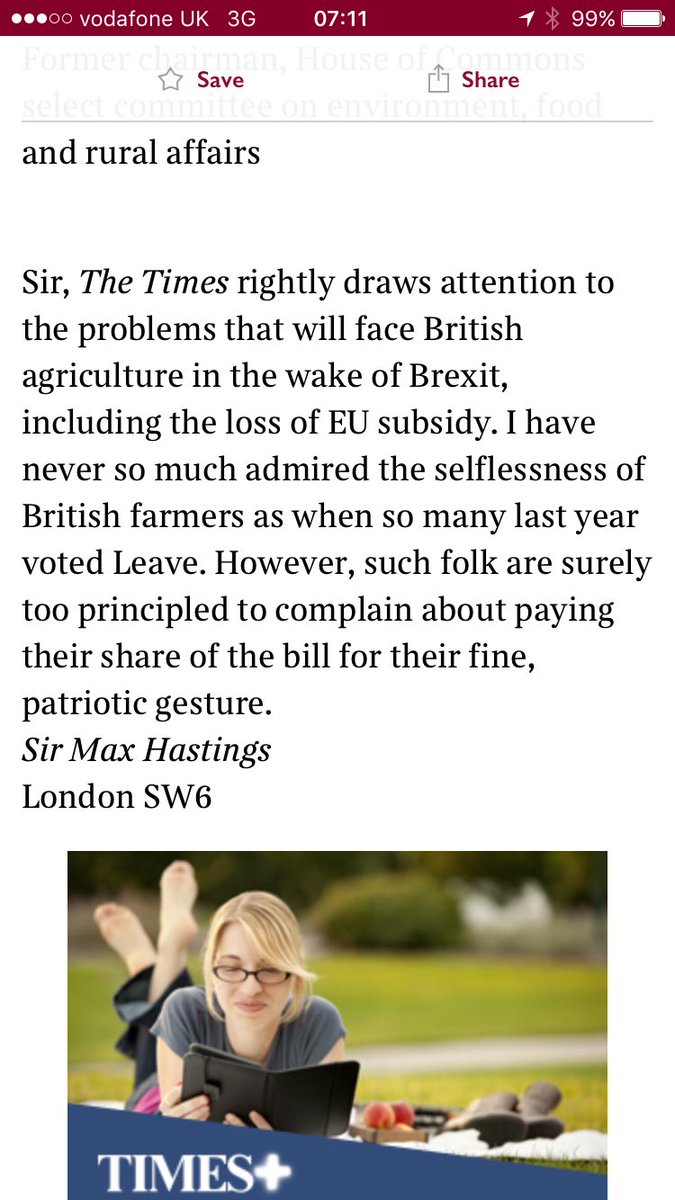 vodafone UK 3G 07:11 99%
Former chairman, House of Commons
Save Share
select committee on environment, food
and rural affairs
Sir, The Times rightly draws attention to
the problems that will face British
agriculture in the wake of Brexit,
including the loss of EU subsidy. I have
never so much admired the selflessness of
British farmers as when so many last year
voted Leave. However, such folk are surely
too principled to complain about paying
their share of the bill for their fine,
patriotic gesture.
Sir Max Hastings
London SW6
TIMES+